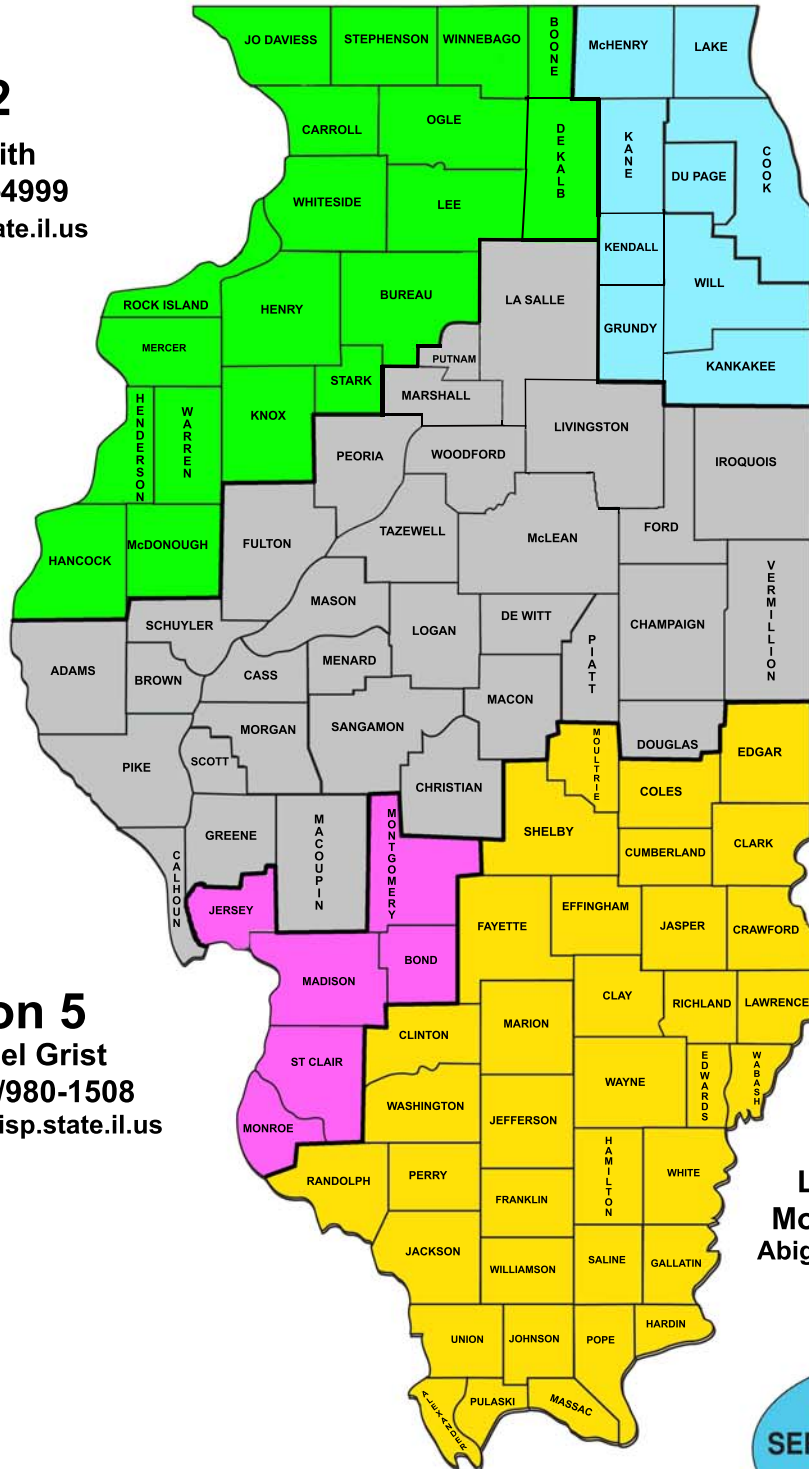 JO DAVIESS
STEPHENSON
WINNEBAGO
BOONE
McHENRY
LAKE
2
CARROLL
OGLE
DE KALB
KANE
COOK
DU PAGE
ith
4999
ate.il.us
WHITESIDE
LEE
KENDALL
ROCK ISLAND
HENRY
BUREAU
LA SALLE
WILL
MERCER
GRUNDY
PUTNAM
KANKAKEE
STARK
MARSHALL
HENDERSON
WARREN
KNOX
LIVINGSTON
PEORIA
WOODFORD
IROQUOIS
HANCOCK
McDONOUGH
FULTON
TAZEWELL
McLEAN
FORD
VERMILLION
MASON
SCHUYLER
LOGAN
DE WITT
CHAMPAIGN
PIATT
ADAMS
BROWN
CASS
MENARD
MACON
MORGAN
SANGAMON
MOULTRIE
DOUGLAS
EDGAR
PIKE
SCOTT
CHRISTIAN
COLES
GREENE
MACOUPIN
MONTGOMERY
SHELBY
CUMBERLAND
CLARK
CALHOUN
JERSEY
FAYETTE
EFFINGHAM
JASPER
CRAWFORD
BOND
MADISON
CLAY
RICHLAND
LAWRENCE
on 5
el Grist
/980-1508
isp.state.il.us
CLINTON
MARION
ST CLAIR
WAYNE
EDWARDS
WABASH
WASHINGTON
JEFFERSON
MONROE
HAMILTON
WHITE
RANDOLPH
PERRY
FRANKLIN
L
Mo
Abig
JACKSON
WILLIAMSON
SALINE
GALLATIN
UNION
JOHNSON
POPE
HARDIN
ALEXANDER
PULASKI
MASSAC
SEE